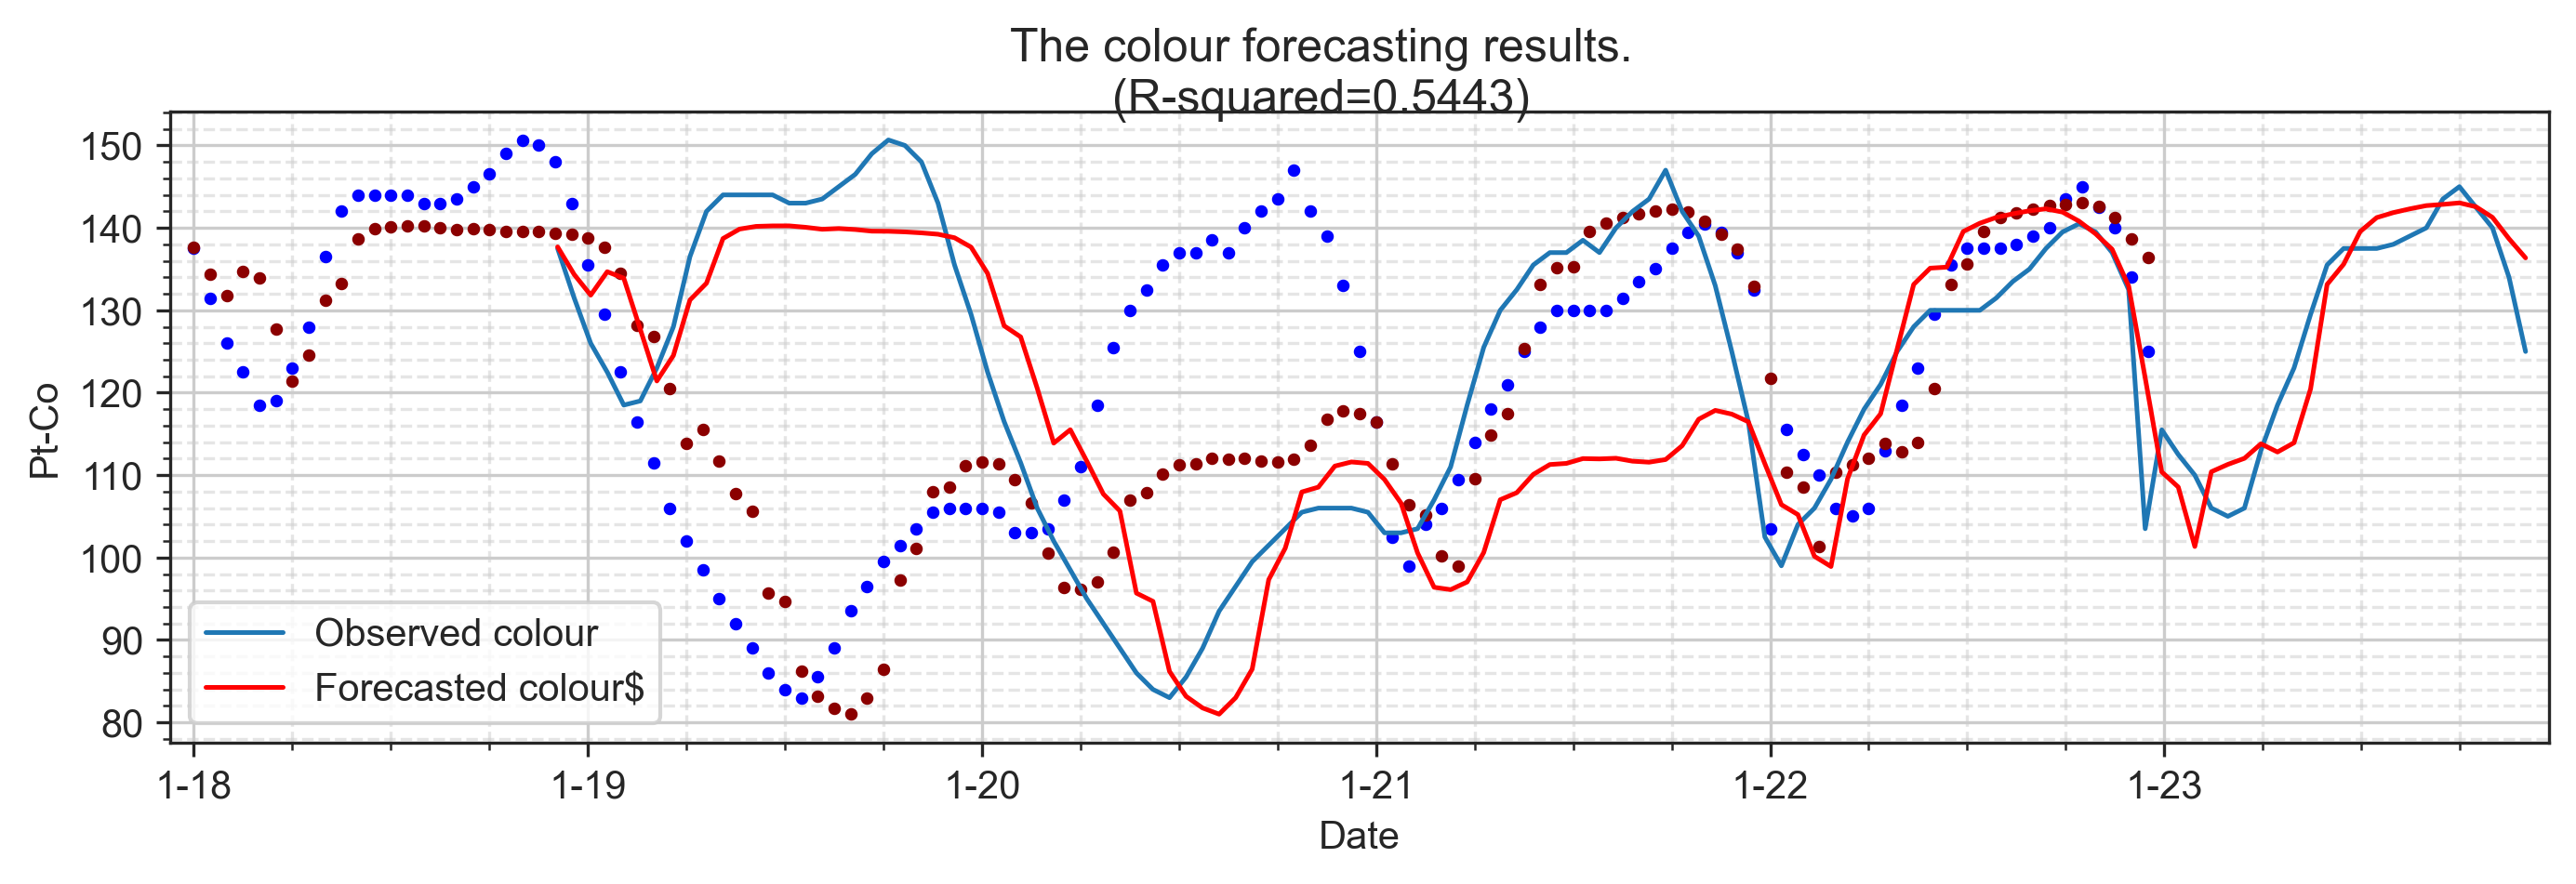 The colour forecasting results.
(R-squared=0.5443)
150
140
130
120
110
100
90
80
Pt-Co
Observed colour
Forecasted colour$
1-18
1-19
1-20
1-21
1-22
1-23
Date